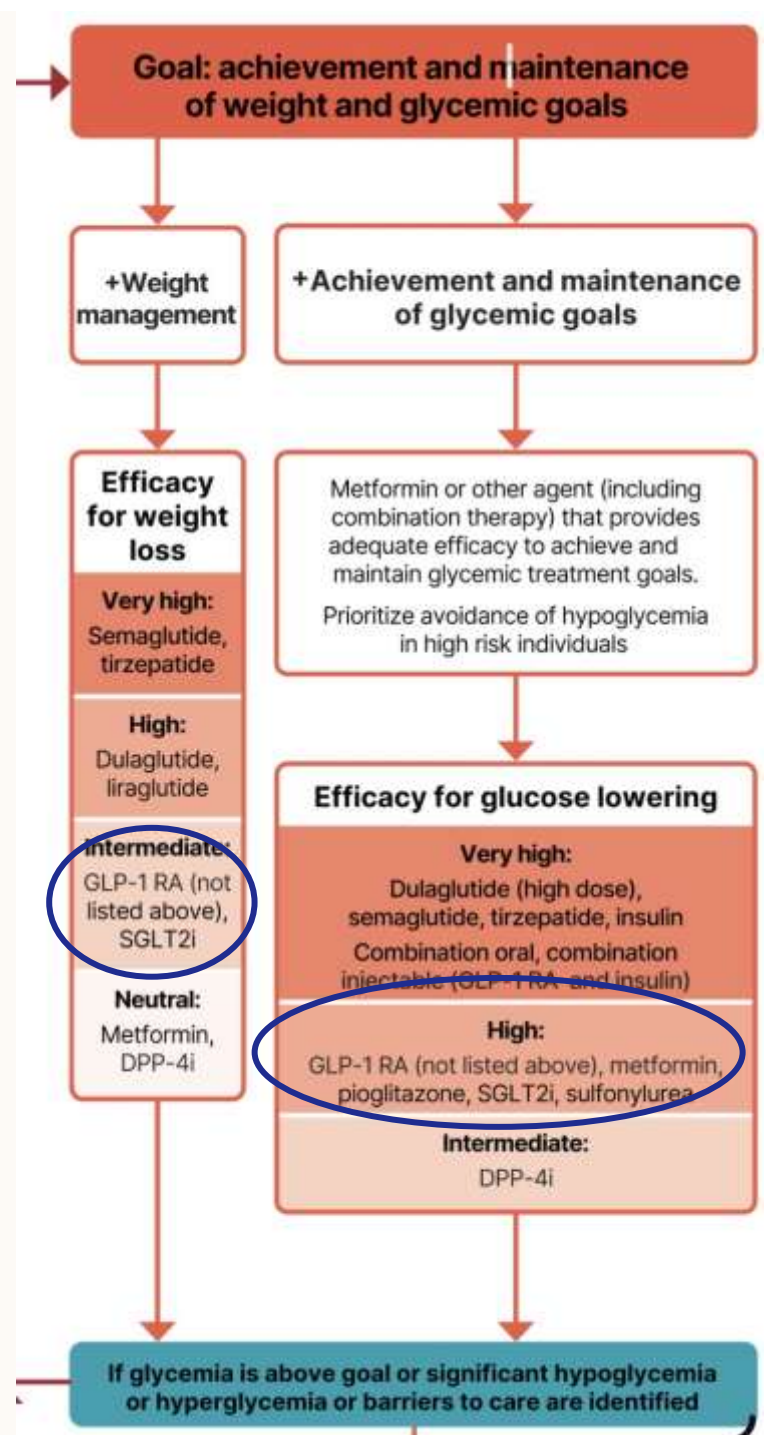 Goal: achievement and maintenance
of weight and glycemic goals
+Weight
management
+Achievement and maintenance
of glycemic goals
Efficacy
for weight
loss
Very high:
Semaglutide,
tirzepatide
High:
Dulaglutide,
liraglutide
Intermediate:
GLP-1 RA (not
listed above),
SGLT2i
Neutral:
Metformin,
DPP-4i
Metformin or other agent (including
combination therapy) that provides
adequate efficacy to achieve and
maintain glycemic treatment goals.
Prioritize avoidance of hypoglycemia
in high risk individuals
Efficacy for glucose lowering
Very high:
Dulaglutide (high dose),
semaglutide, tirzepatide, insulin
Combination oral, combination
injectable (GLP-1 RA and insulin)
High:
GLP-1 RA (not listed above), metformin,
pioglitazone, SGLT2i, sulfonylurea
Intermediate:
DPP-4i
If glycemia is above goal or significant hypoglycemia
or hyperglycemia or barriers to care are identified